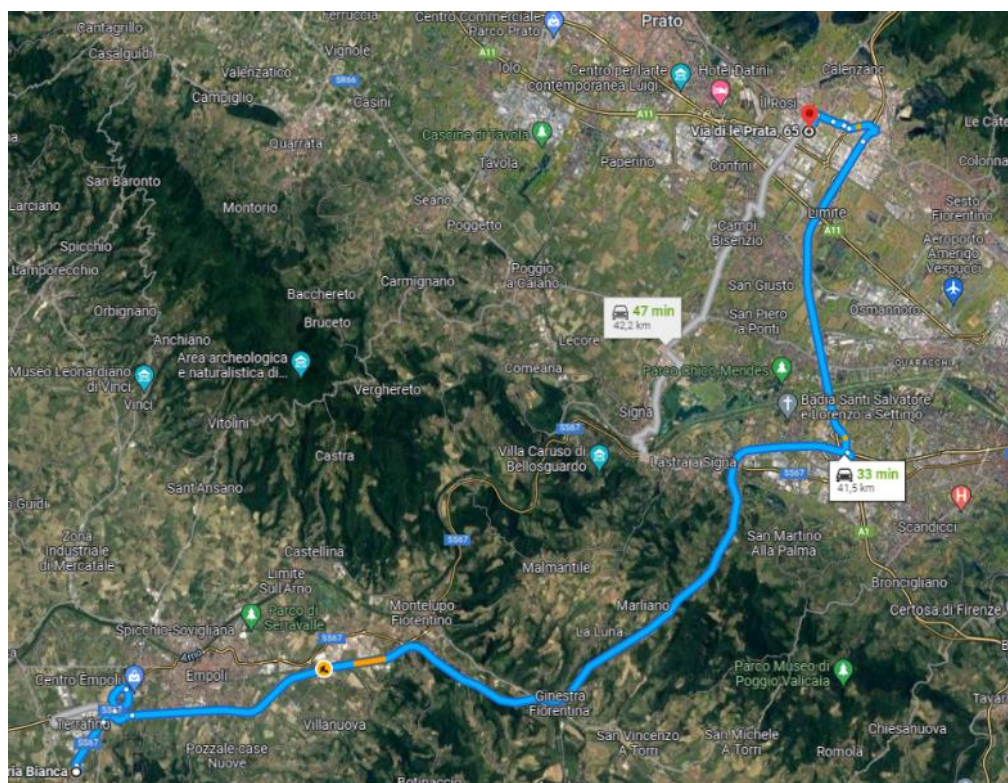 Cantagrillo
Ferruccia
Centro Commerciale
Parco Prato
Prato
Casalguidi
Vignole
A11
Iolo
Calenzano
Valenzatico
SR66
Centro per l'arte
contemporanea Luigi...
Hotel Datini
Il Rosi
Campiglio
Casini
A11
Via di le Prata, 65
Le Cate
Quarrata
Cascine di Tavola
Tavola
Paperino
Confini
Colonna
San Baronto
Seano
Larciano
Montorio
Poggetto
Limite
Sesto
Fiorentino
Spicchio
Campi
Bisenzio
A11
Aeroporto
Amerigo
Vespucci
Lamporecchio
Carmignano
Poggio
a Caiano
Bacchereto
San Giusto
Orbignano
47 min
42,2 km
Osmannoro
Bruceto
San Piero
a Ponti
Anchiano
Lecore
Museo Leonardiano
di Vinci
Area archeologica
e naturalistica di...
Comeana
QUARACCHI
Verghereto
Parco Chico Mendes
Vinci
Badia Santi Salvatore
e Lorenzo a Settimo
Vitolini
Signa
SS67
Castra
Villa Caruso di
Bellosguardo
Lastra a Signa
SS67
33 min
41,5 km
Sant'Ansano
o Guidi
Scandicci
A1
Zona
Industriale
di Mercatale
SS67
San Martino
Alla Palma
Castellina
Malmantile
Limite
Sull'Arno
Broncigliano
Marliano
Certosa di Firenze
Parco di
Serravalle
Montelupo
Fiorentino
Spicchio-Sovigliana
La Luna
SS67
Centro Empoli
Empoli
Parco Museo di
Poggio Valicaia
Ginestra
Fiorentina
Terrafino
SS67
Villanuova
Chiesanuova
SS67
Pozzale case
Nuove
San Vincenzo
A Torri
San Michele
A Torri
Romola
ria Bianca
Botinaccio